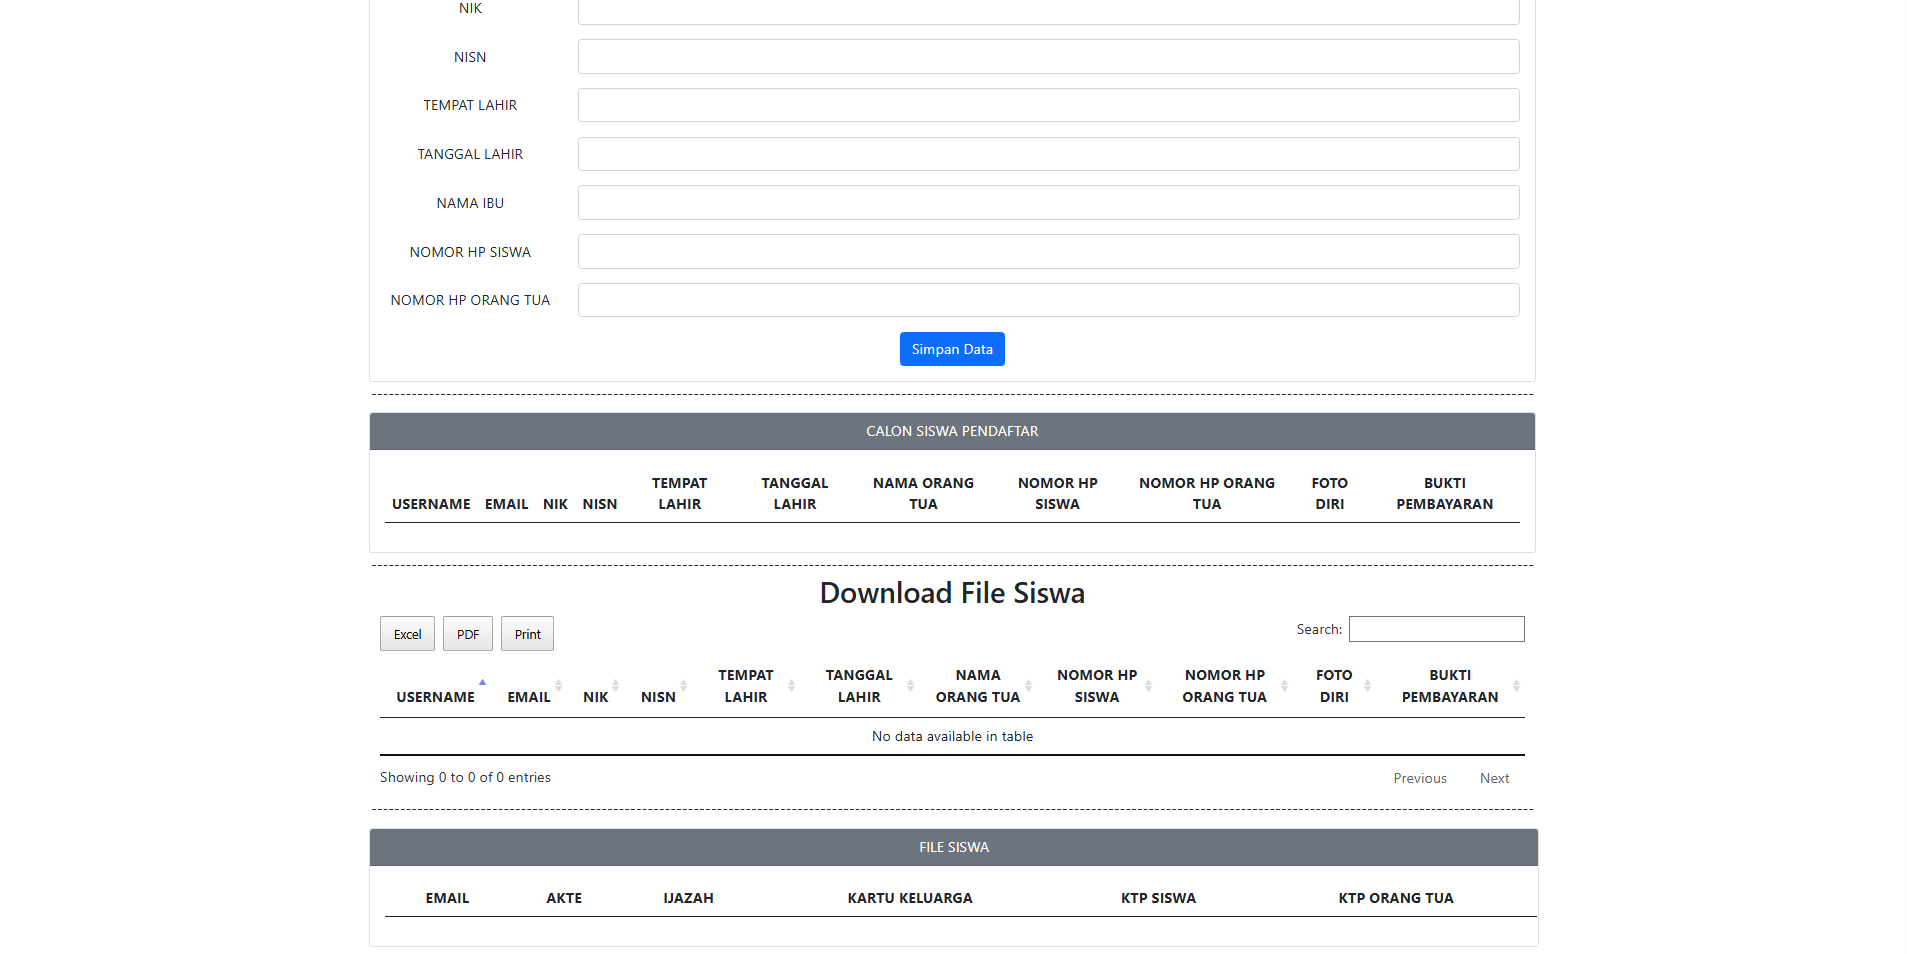 NIK
NISN
TEMPAT LAHIR
TANGGAL LAHIR
NAMA IBU
NOMOR HP SISWA
NOMOR HP ORANG TUA
Simpan Data
CALON SISWA PENDAFTAR
USERNAME EMAIL NIK NISN TEMPAT LAHIR TANGGAL LAHIR NAMA ORANG TUA NOMOR HP SISWA NOMOR HP ORANG TUA FOTO DIRI BUKTI PEMBAYARAN
Download File Siswa
Excel PDF Print Search:
USERNAME EMAIL NIK NISN TEMPAT LAHIR TANGGAL LAHIR NAMA ORANG TUA NOMOR HP SISWA NOMOR HP ORANG TUA FOTO DIRI BUKTI PEMBAYARAN
No data available in table
Showing 0 to 0 of 0 entries Previous Next
FILE SISWA
EMAIL AKTE IJAZAH KARTU KELUARGA KTP SISWA KTP ORANG TUA